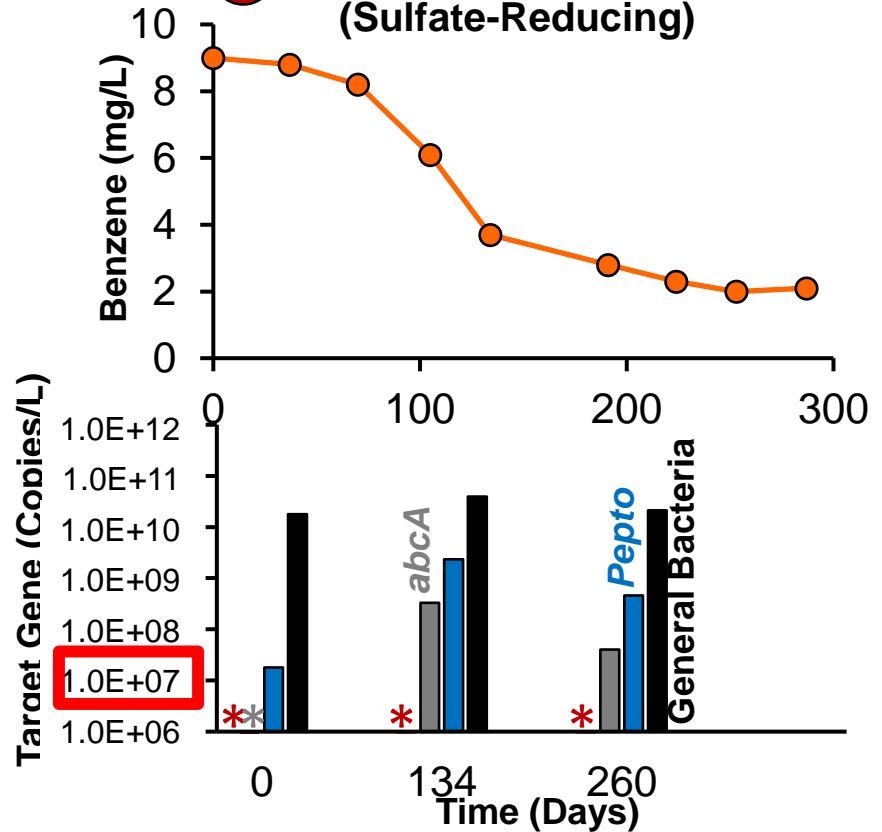 (Sulfate-Reducing)
Benzene (mg/L)
10
8
6
4
2
0
0 100 200 300
Target Gene (Copies/L)
1.0E+12
1.0E+11
1.0E+10
1.0E+09
1.0E+08
1.0E+07
1.0E+06
* *
*
abcA
*
Pepto
General Bacteria
0 134 260
Time (Days)